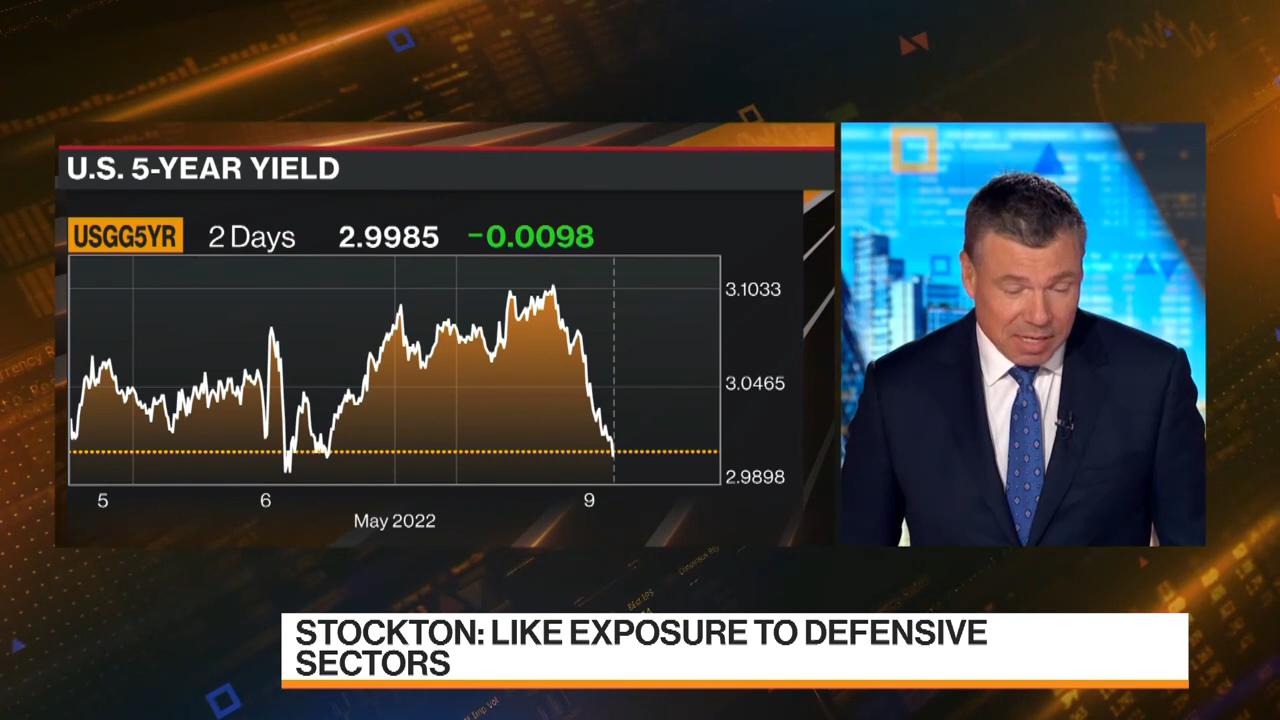 U.S. 5-YEAR YIELD
USGG5YR 2 Days 2.9985 -0.0098
3.1033
3.0465
2.9898
5 6 9
May 2022
STOCKTON: LIKE EXPOSURE TO DEFENSIVE
SECTORS